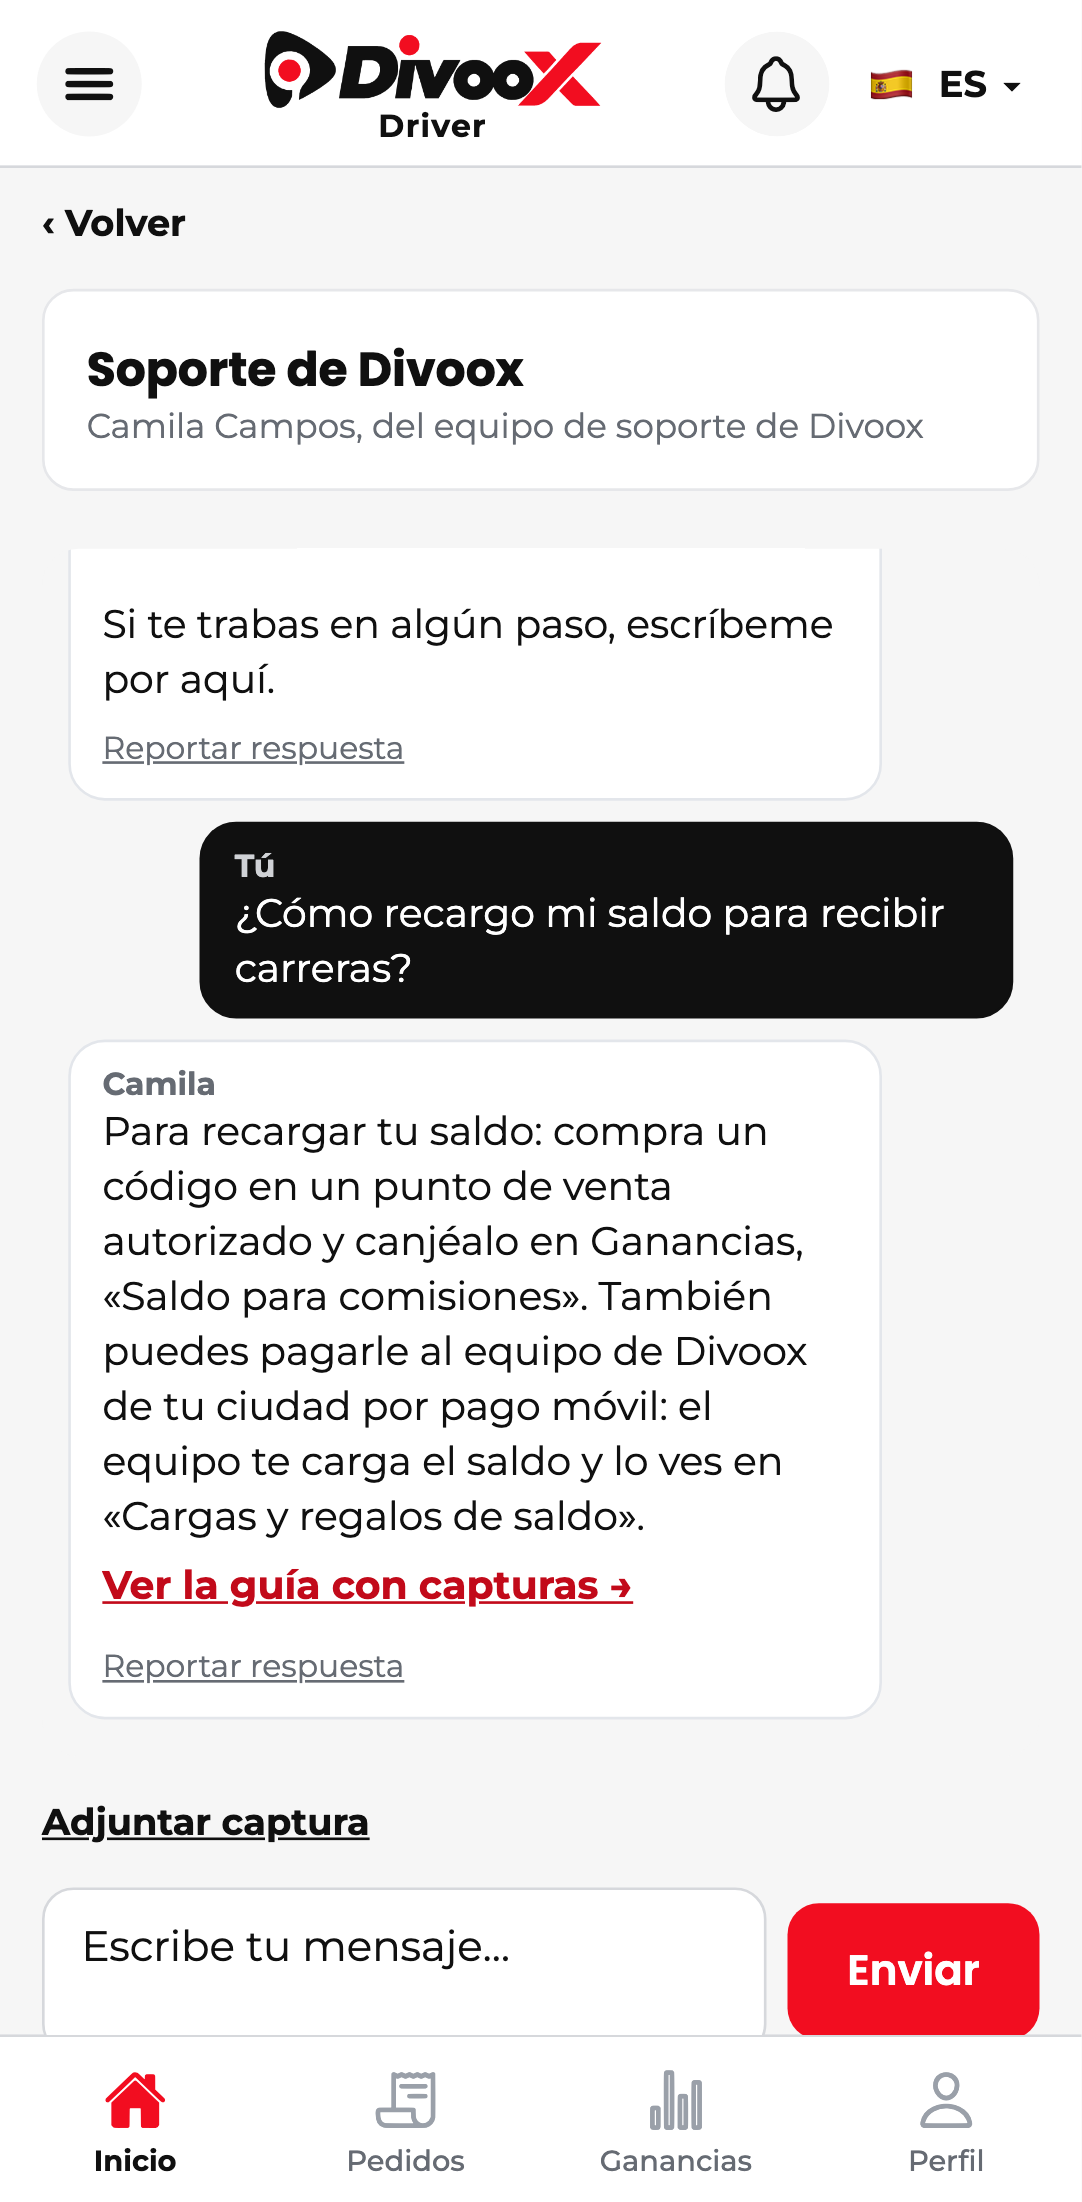 Divoox
Driver
ES
‹ Volver
Soporte de Divoox
Camila Campos, del equipo de soporte de Divoox
Si te trabas en algún paso, escríbeme
por aquí.
Reportar respuesta
Tú
¿Cómo recargo mi saldo para recibir
carreras?
Camila
Para recargar tu saldo: compra un
código en un punto de venta
autorizado y canjéalo en Ganancias,
«Saldo para comisiones». También
puedes pagarle al equipo de Divoox
de tu ciudad por pago móvil: el
equipo te carga el saldo y lo ves en
«Cargas y regalos de saldo».
Ver la guía con capturas →
Reportar respuesta
Adjuntar captura
Escribe tu mensaje...
Enviar
Inicio
Pedidos
Ganancias
Perfil